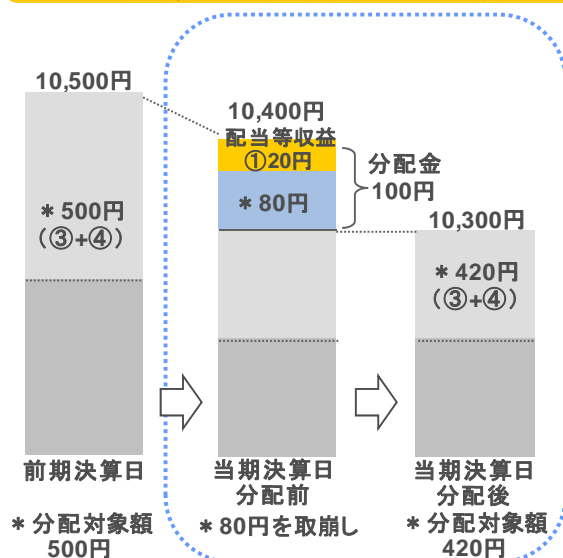 10,500円
＊500円
（③+④）
前期決算日
＊分配対象額
500円
10,400円
配当等収益
①20円
＊80円
分配金
100円
当期決算日
分配前
＊80円を取崩し
10,300円
＊420円
（③+④）
当期決算日
分配後
＊分配対象額
420円